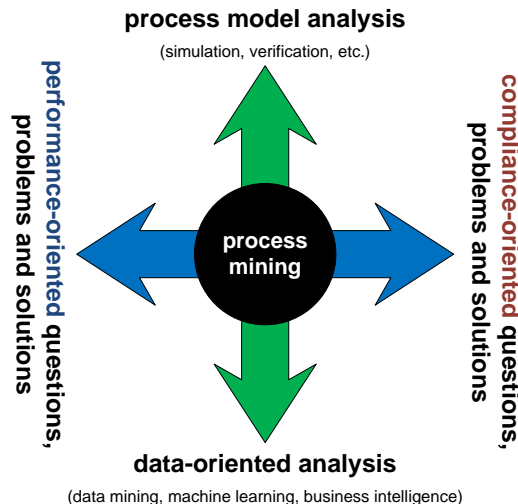 process model analysis
(simulation, verification, etc.)
performance-oriented questions,
problems and solutions
process
mining
compliance-oriented questions,
problems and solutions
data-oriented analysis
(data mining, machine learning, business intelligence)